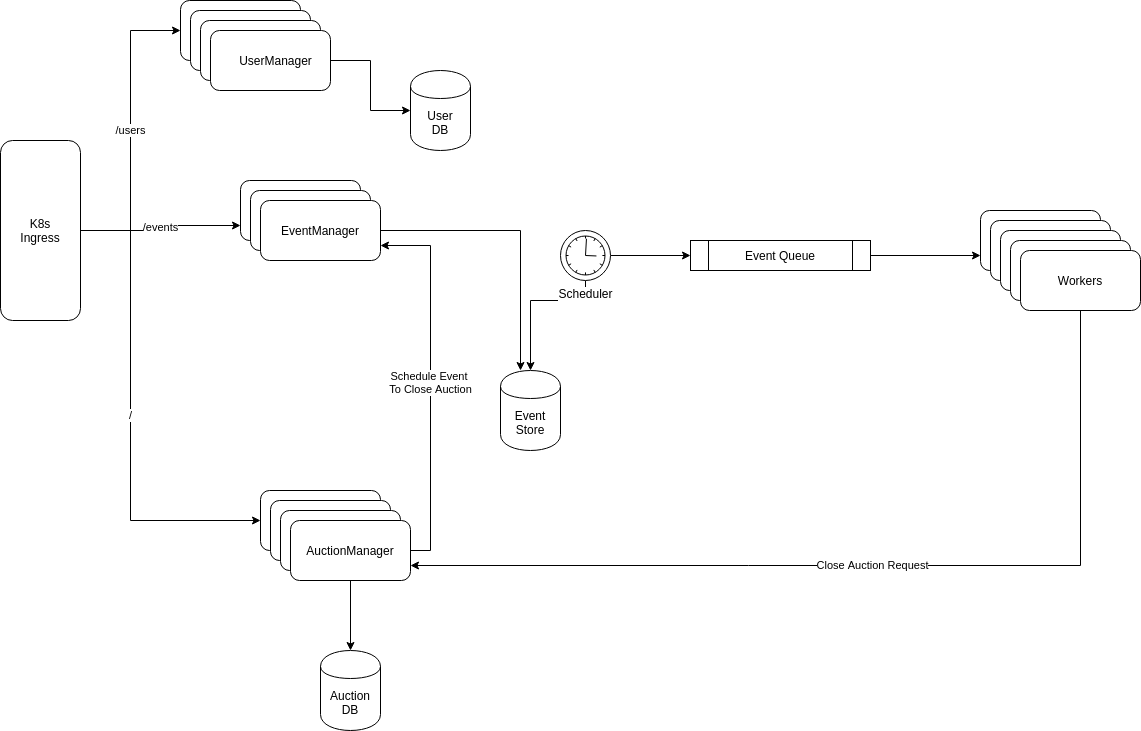 UserManager
User
DB
/users
K8s
Ingress
/events
EventManager
Scheduler
Event Queue
Workers
Schedule Event
To Close Auction
Event
Store
/
AuctionManager
Close Auction Request
Auction
DB